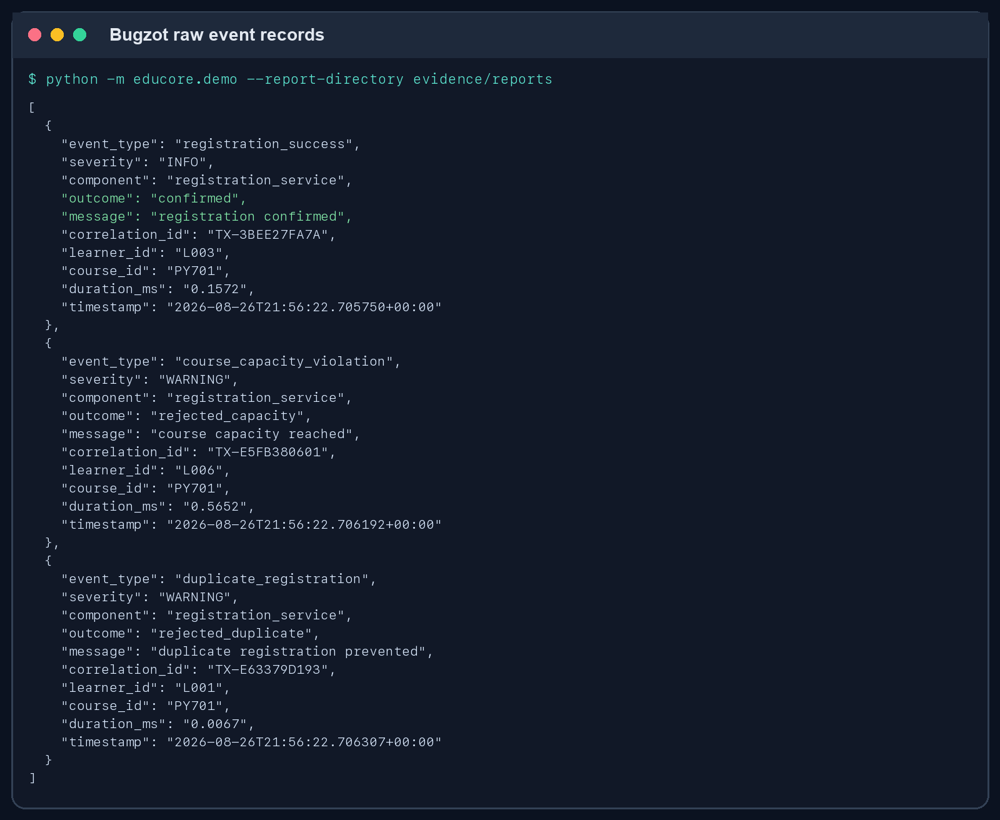 Bugzot raw event records
$ python -m educore.demo --report-directory evidence/reports
[
  {
    "event_type": "registration_success",
    "severity": "INFO",
    "component": "registration_service",
    "outcome": "confirmed",
    "message": "registration confirmed",
    "correlation_id": "TX-3BEE27FA7A",
    "learner_id": "L003",
    "course_id": "PY701",
    "duration_ms": "0.1572",
    "timestamp": "2026-08-26T21:56:22.705750+00:00"
  },
  {
    "event_type": "course_capacity_violation",
    "severity": "WARNING",
    "component": "registration_service",
    "outcome": "rejected_capacity",
    "message": "course capacity reached",
    "correlation_id": "TX-E5FB380601",
    "learner_id": "L006",
    "course_id": "PY701",
    "duration_ms": "0.5652",
    "timestamp": "2026-08-26T21:56:22.706192+00:00"
  },
  {
    "event_type": "duplicate_registration",
    "severity": "WARNING",
    "component": "registration_service",
    "outcome": "rejected_duplicate",
    "message": "duplicate registration prevented",
    "correlation_id": "TX-E63379D193",
    "learner_id": "L001",
    "course_id": "PY701",
    "duration_ms": "0.0067",
    "timestamp": "2026-08-26T21:56:22.706307+00:00"
  }
]